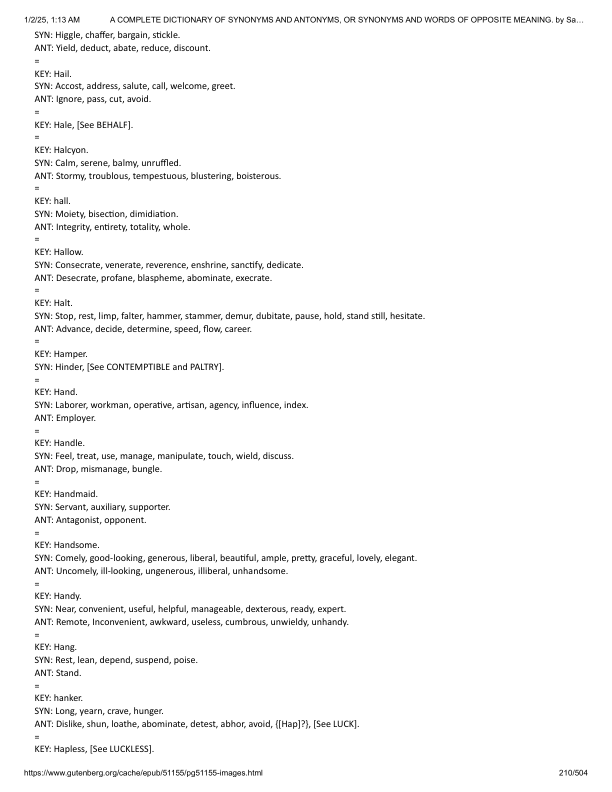 1/2/25, 1:13 AM A COMPLETE DICTIONARY OF SYNONYMS AND ANTONYMS, OR SYNONYMS AND WORDS OF OPPOSITE MEANING. by Sa…
SYN: Higgle, chaffer, bargain, stickle.
ANT: Yield, deduct, abate, reduce, discount.
=
KEY: Hail.
SYN: Accost, address, salute, call, welcome, greet.
ANT: Ignore, pass, cut, avoid.
=
KEY: Hale, [See BEHALF].
=
KEY: Halcyon.
SYN: Calm, serene, balmy, unruffled.
ANT: Stormy, troublous, tempestuous, blustering, boisterous.
=
KEY: hall.
SYN: Moiety, bisection, dimidiation.
ANT: Integrity, entirety, totality, whole.
=
KEY: Hallow.
SYN: Consecrate, venerate, reverence, enshrine, sanctify, dedicate.
ANT: Desecrate, profane, blaspheme, abominate, execrate.
=
KEY: Halt.
SYN: Stop, rest, limp, falter, hammer, stammer, demur, dubitate, pause, hold, stand still, hesitate.
ANT: Advance, decide, determine, speed, flow, career.
=
KEY: Hamper.
SYN: Hinder, [See CONTEMPTIBLE and PALTRY].
=
KEY: Hand.
SYN: Laborer, workman, operative, artisan, agency, influence, index.
ANT: Employer.
=
KEY: Handle.
SYN: Feel, treat, use, manage, manipulate, touch, wield, discuss.
ANT: Drop, mismanage, bungle.
=
KEY: Handmaid.
SYN: Servant, auxiliary, supporter.
ANT: Antagonist, opponent.
=
KEY: Handsome.
SYN: Comely, good-looking, generous, liberal, beautiful, ample, pretty, graceful, lovely, elegant.
ANT: Uncomely, ill-looking, ungenerous, illiberal, unhandsome.
=
KEY: Handy.
SYN: Near, convenient, useful, helpful, manageable, dexterous, ready, expert.
ANT: Remote, Inconvenient, awkward, useless, cumbrous, unwieldy, unhandy.
=
KEY: Hang.
SYN: Rest, lean, depend, suspend, poise.
ANT: Stand.
=
KEY: hanker.
SYN: Long, yearn, crave, hunger.
ANT: Dislike, shun, loathe, abominate, detest, abhor, avoid, {[Hap]?}, [See LUCK].
=
KEY: Hapless, [See LUCKLESS].
https://www.gutenberg.org/cache/epub/51155/pg51155-images.html 210/504